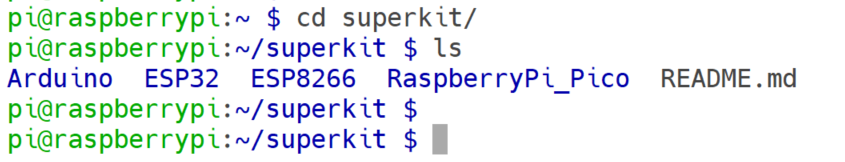 pi@raspberrypi:~ $ cd superkit/
pi@raspberrypi:~/superkit $ ls
Arduino  ESP32  ESP8266  RaspberryPi_Pico  README.md
pi@raspberrypi:~/superkit $
pi@raspberrypi:~/superkit $